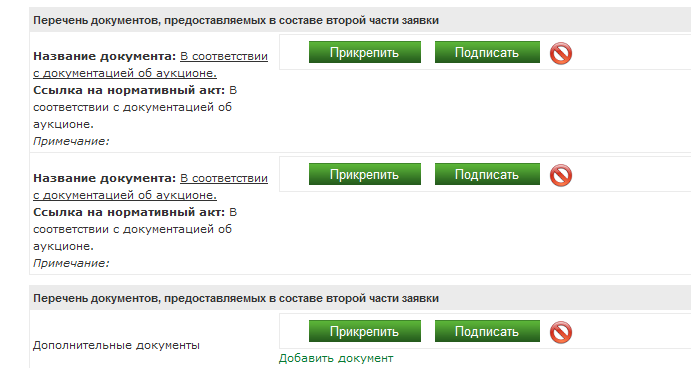 Перечень документов, предоставляемых в составе второй части заявки
Название документа: В соответствии
с документацией об аукционе.
Ссылка на нормативный акт: В
соответствии с документацией об
аукционе.
Примечание:
Прикрепить Подписать
Название документа: В соответствии
с документацией об аукционе.
Ссылка на нормативный акт: В
соответствии с документацией об
аукционе.
Примечание:
Прикрепить Подписать
Перечень документов, предоставляемых в составе второй части заявки
Дополнительные документы
Прикрепить Подписать
Добавить документ